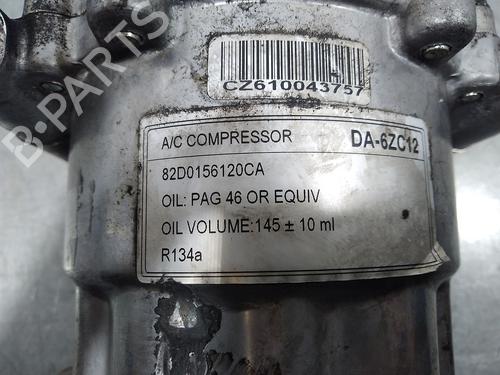 B-PARTS
CZ610043757
A/C COMPRESSOR DA-6ZC12
82D0156120CA
OIL: PAG 46 OR EQUIV
OIL VOLUME:145 ± 10 ml
R134a